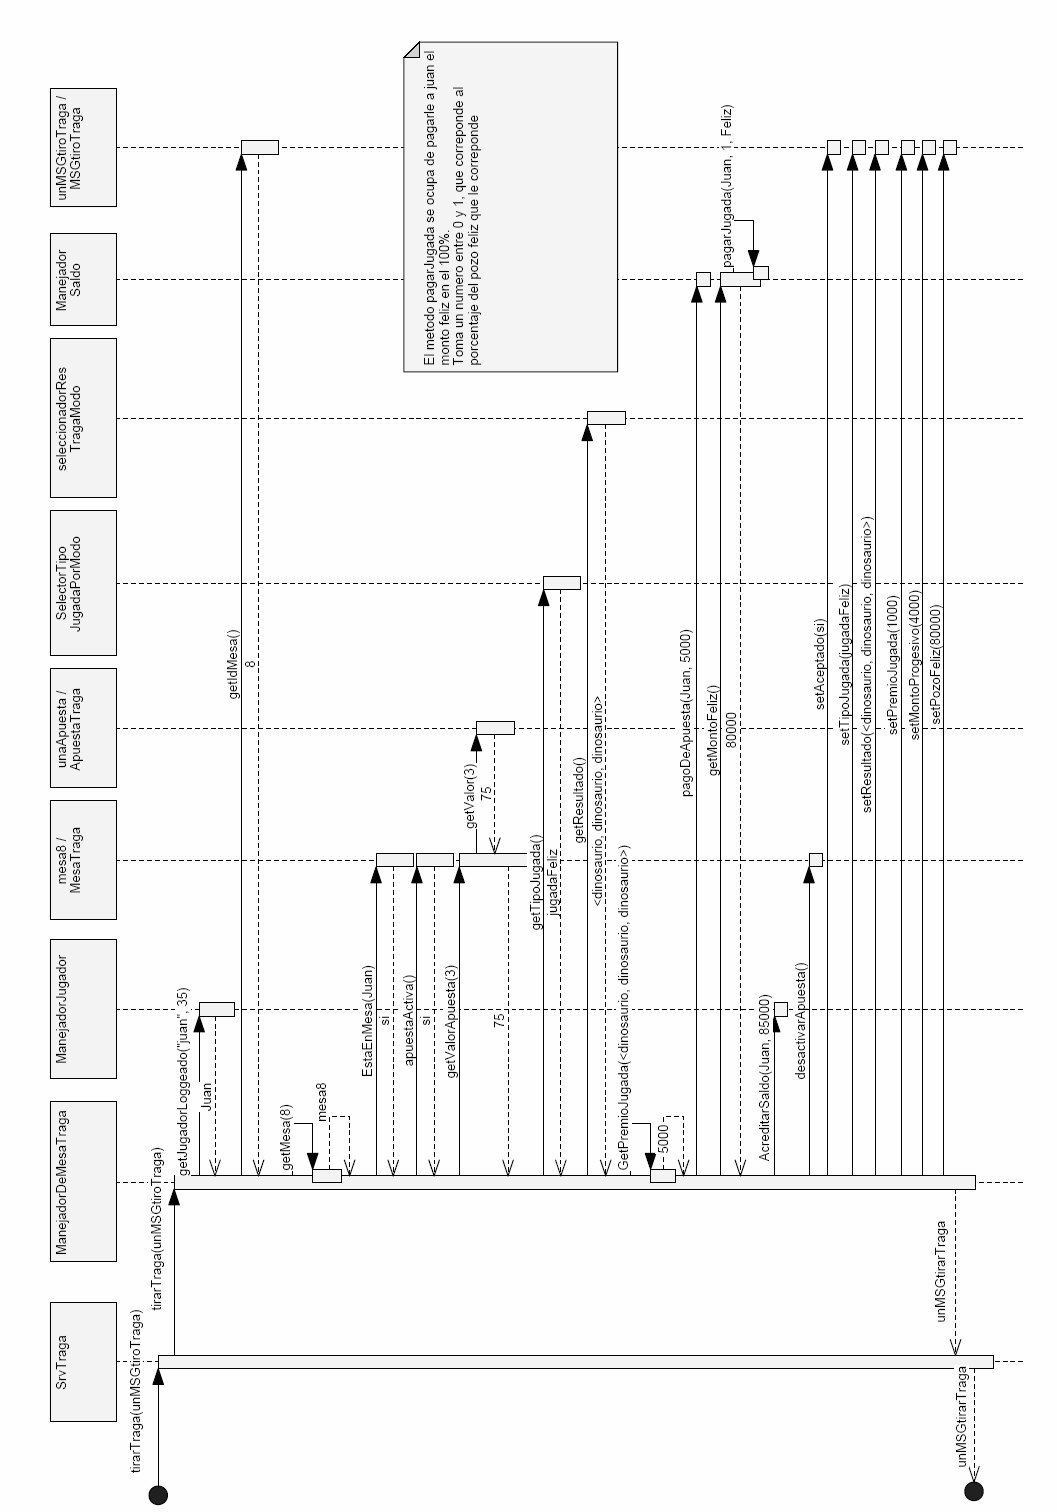 SrvTraga
ManejadorDeMesaTraga
ManejadorJugador
mesa8 /
MesaTraga
unaApuesta /
ApuestaTraga
SelectorTipo
JugadaPorModo
seleccionadorRes
TragaModo
Manejador
Saldo
unMSGtiroTraga /
MSGtiroTraga
tirarTraga(unMSGtiroTraga)
tirarTraga(unMSGtiroTraga)
getJugadorLoggeado("juan", 35)
Juan
getIdMesa()
8
getMesa(8)
mesa8
EstaEnMesa(Juan)
si
apuestaActiva()
si
getValorApuesta(3)
getValor(3)
75
75
getTipoJugada()
jugadaFeliz
getResultado()
<dinosaurio, dinosaurio, dinosaurio>
GetPremioJugada(<dinosaurio, dinosaurio, dinosaurio>)
5000
El metodo pagarJugada se ocupa de pagarle a juan el
monto feliz en el 100%.
Toma un numero entre 0 y 1, que correponde al
porcentaje del pozo feliz que le correponde
pagoDeApuesta(Juan, 5000)
getMontoFeliz()
pagarJugada(Juan, 1, Feliz)
80000
AcreditarSaldo(Juan, 85000)
desactivarApuesta()
setAceptado(si)
setTipoJugada(jugadaFeliz)
setResultado(<dinosaurio, dinosaurio, dinosaurio>)
setPremioJugada(1000)
setMontoProgesivo(4000)
setPozoFeliz(80000)
unMSGtirarTraga
unMSGtirarTraga